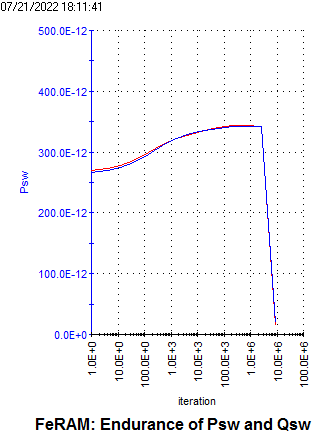 07/21/2022 18:11:41
500.0E-12
400.0E-12
300.0E-12
200.0E-12
100.0E-12
0.0E+0
Psw
1.0E+0
10.0E+0
100.0E+0
1.0E+3
10.0E+3
100.0E+3
1.0E+6
10.0E+6
100.0E+6
iteration
FeRAM: Endurance of Psw and Qsw